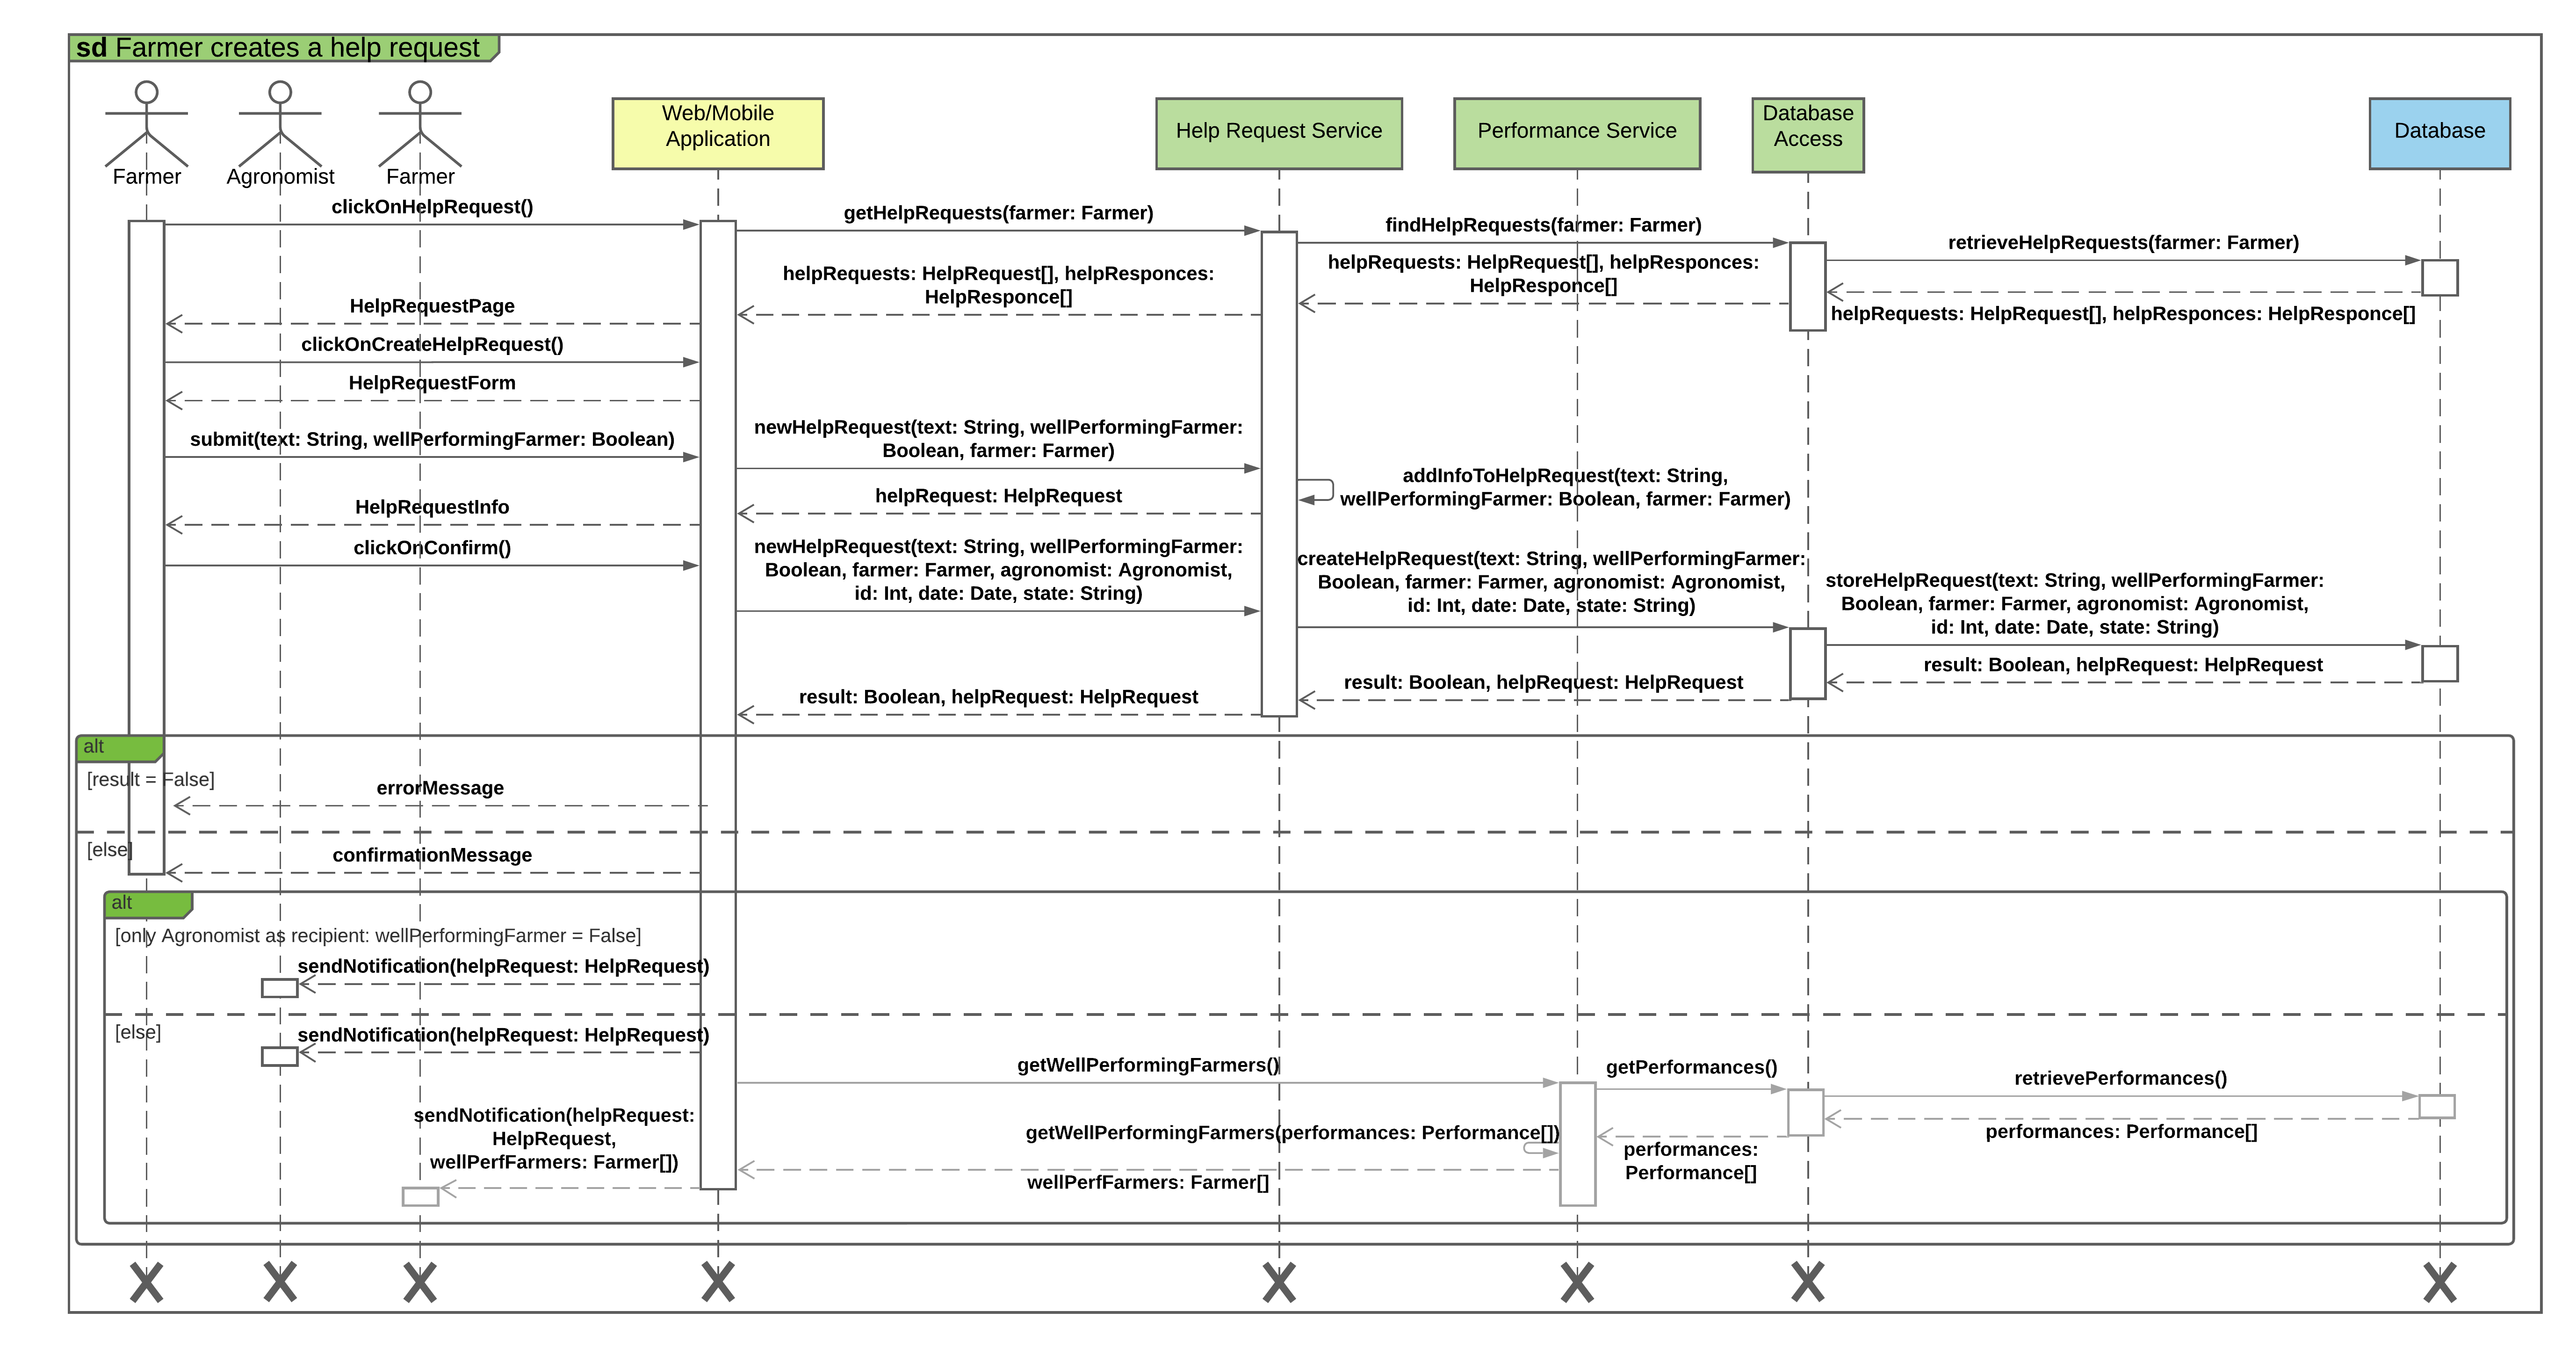 sd Farmer creates a help request
Farmer
Agronomist
Farmer
Web/Mobile
Application
Help Request Service
Performance Service
Database
Access
Database
clickOnHelpRequest()
getHelpRequests(farmer: Farmer)
findHelpRequests(farmer: Farmer)
retrieveHelpRequests(farmer: Farmer)
helpRequests: HelpRequest[], helpResponces: HelpResponce[]
helpRequests: HelpRequest[], helpResponces:
HelpResponce[]
helpRequests: HelpRequest[], helpResponces:
HelpResponce[]
HelpRequestPage
clickOnCreateHelpRequest()
HelpRequestForm
submit(text: String, wellPerformingFarmer: Boolean)
newHelpRequest(text: String, wellPerformingFarmer:
Boolean, farmer: Farmer)
addInfoToHelpRequest(text: String,
wellPerformingFarmer: Boolean, farmer: Farmer)
helpRequest: HelpRequest
HelpRequestInfo
clickOnConfirm()
newHelpRequest(text: String, wellPerformingFarmer:
Boolean, farmer: Farmer, agronomist: Agronomist,
id: Int, date: Date, state: String)
createHelpRequest(text: String, wellPerformingFarmer:
Boolean, farmer: Farmer, agronomist: Agronomist,
id: Int, date: Date, state: String)
storeHelpRequest(text: String, wellPerformingFarmer:
Boolean, farmer: Farmer, agronomist: Agronomist,
id: Int, date: Date, state: String)
result: Boolean, helpRequest: HelpRequest
result: Boolean, helpRequest: HelpRequest
result: Boolean, helpRequest: HelpRequest
alt
[result = False]
errorMessage
[else]
confirmationMessage
alt
[only Agronomist as recipient: wellPerformingFarmer = False]
sendNotification(helpRequest: HelpRequest)
[else]
sendNotification(helpRequest: HelpRequest)
getWellPerformingFarmers()
getPerformances()
retrievePerformances()
performances: Performance[]
performances:
Performance[]
getWellPerformingFarmers(performances: Performance[])
wellPerfFarmers: Farmer[]
sendNotification(helpRequest:
HelpRequest,
wellPerfFarmers: Farmer[])